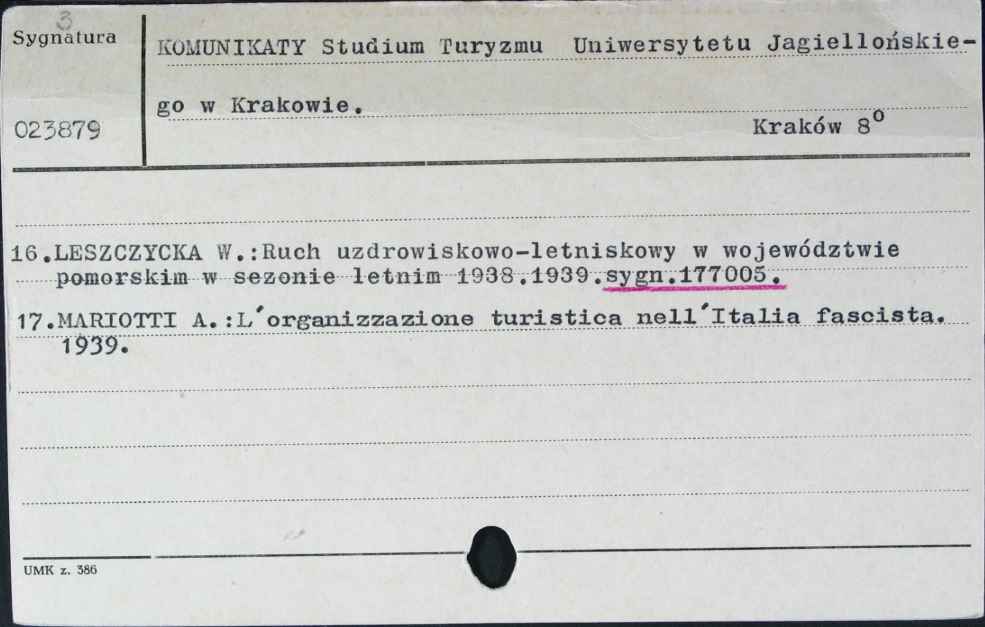 3
Sygnatura
KOMUNIKATY Studium Turyzmu Uniwersytetu Jagiellońskie-
go w Krakowie.
023879
Kraków 8⁰
16.LESZCZYCKA W.:Ruch uzdrowiskowo-letniskowy w województwie
pomorskim w sezonie letnim 1938.1939.sygn.177005.
17.MARIOTTI A.:L´organizzazione turistica nell´Italia fascista.
1939.
UMK z. 386